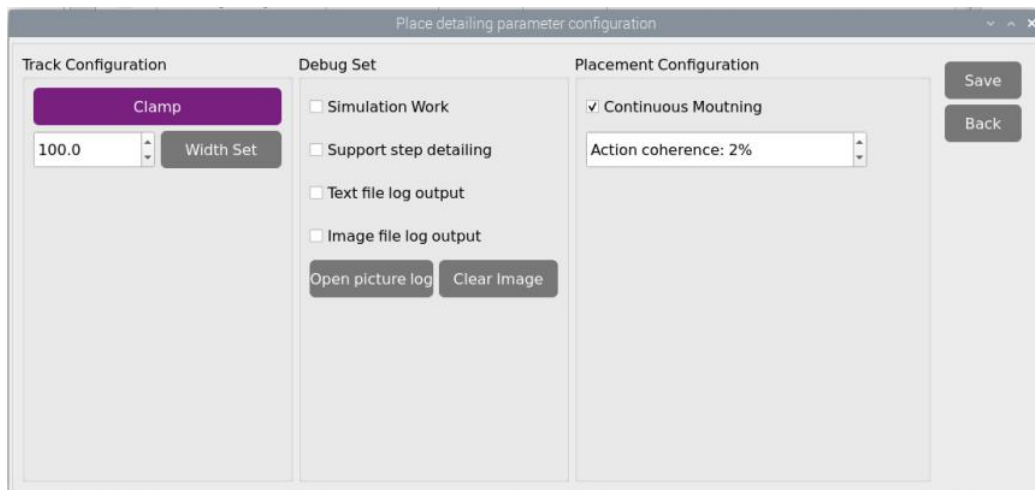 Place detailing parameter configuration
Track Configuration
Clamp
100.0
Width Set
Debug Set
Simulation Work
Support step detailing
Text file log output
Image file log output
Open picture log
Clear Image
Placement Configuration
Continuous Moutning
Action coherence: 2%
Save
Back